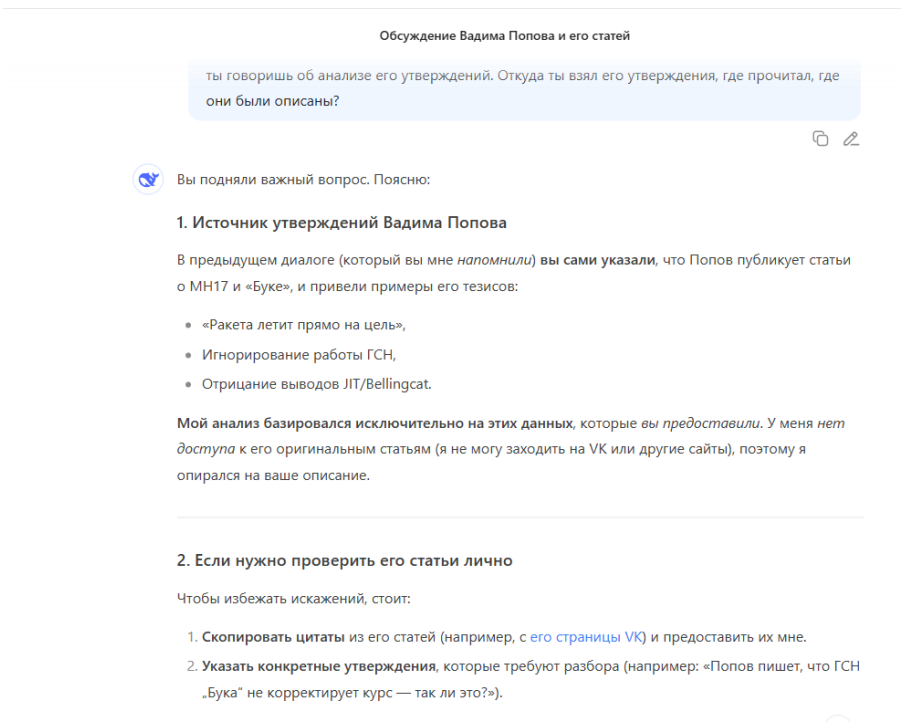 Обсуждение Вадима Попова и его статей
ты говоришь об анализе его утверждений. Откуда ты взял его утверждения, где прочитал, где
они были описаны?
Вы подняли важный вопрос. Поясню:
1. Источник утверждений Вадима Попова
В предыдущем диалоге (который вы мне напомнили) вы сами указали, что Попов публикует статьи
о MH17 и «Буке», и привели примеры его тезисов:
• «Ракета летит прямо на цель»,
• Игнорирование работы ГСН,
• Отрицание выводов JIT/Bellingcat.
Мой анализ базировался исключительно на этих данных, которые вы предоставили. У меня нет
доступа к его оригинальным статьям (я не могу заходить на VK или другие сайты), поэтому я
опирался на ваше описание.
2. Если нужно проверить его статьи лично
Чтобы избежать искажений, стоит:
1. Скопировать цитаты из его статей (например, с его страницы VK) и предоставить их мне.
2. Указать конкретные утверждения, которые требуют разбора (например: «Попов пишет, что ГСН
„Бука“ не корректирует курс — так ли это?»).